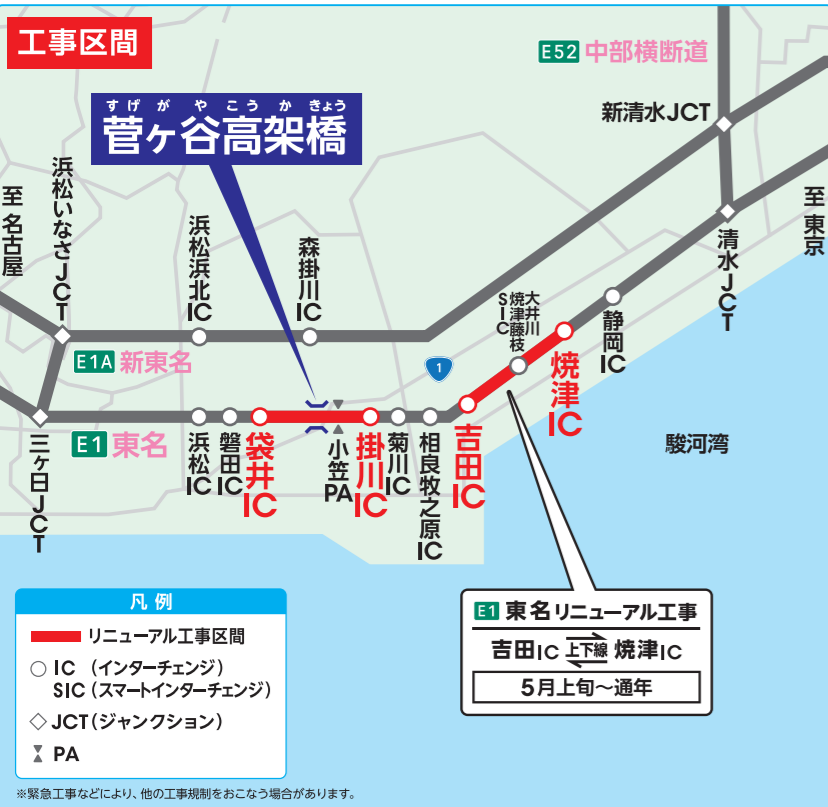 工事区間
E52 中部横断道
すげがやこうかきょう
菅ヶ谷高架橋
新清水JCT
至 名古屋
浜松いなさJCT
浜松浜北IC
森掛川IC
大井川
焼津藤枝
SIC
焼津IC
静岡IC
清水JCT
至 東京
E1A 新東名
1
E1 東名
三ヶ日JCT
浜松IC
磐田IC
袋井IC
小笠PA
掛川IC
菊川IC
相良牧之原IC
吉田IC
駿河湾
E1 東名リニューアル工事
吉田IC 上下線 焼津IC
5月上旬~通年
凡例
リニューアル工事区間
IC (インターチェンジ)
SIC (スマートインターチェンジ)
JCT(ジャンクション)
PA
※緊急工事などにより、他の工事規制をおこなう場合があります。